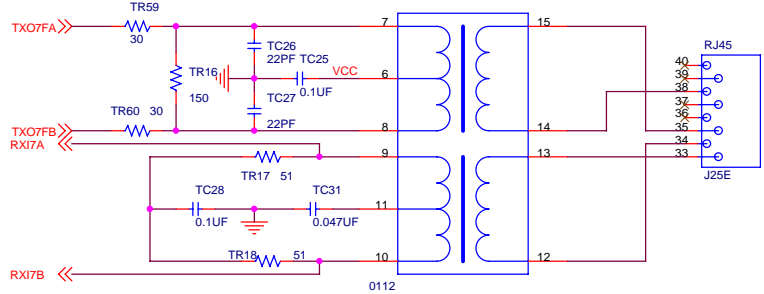 TR59
TXO7FA
30
7
15
TC26
22PF
TC25
VCC
6
0.1UF
TR16
150
TC27
22PF
TR60
30
TXO7FB
8
14
RXI7A
9
13
TR17
51
TC28
0.1UF
TC31
0.047UF
11
TR18
51
10
12
RXI7B
0112
RJ45
40
39
38
37
36
35
34
33
J25E